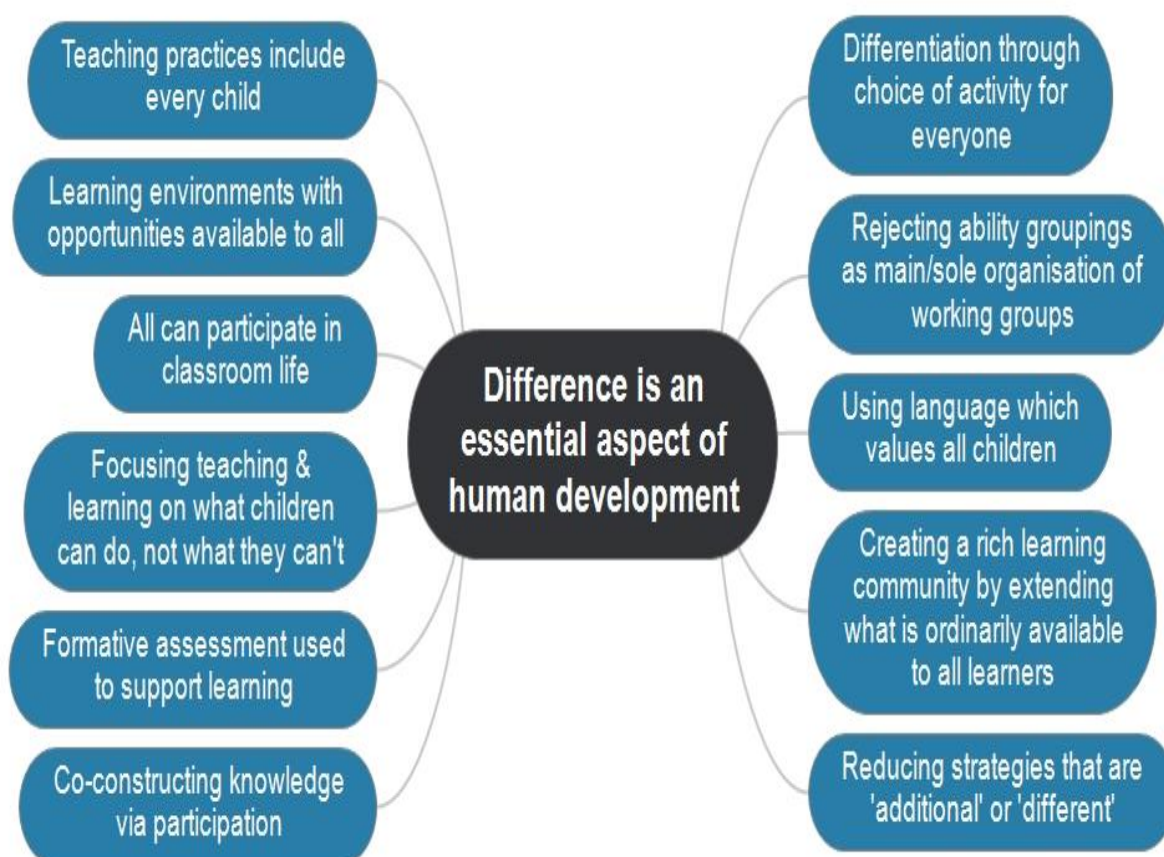 Teaching practices include
every child
Learning environments with
opportunities available to all
All can participate in
classroom life
Focusing teaching &
learning on what children
can do, not what they can't
Formative assessment used
to support learning
Co-constructing knowledge
via participation
Difference is an
essential aspect of
human development
Differentiation through
choice of activity for
everyone
Rejecting ability groupings
as main/sole organisation of
working groups
Using language which
values all children
Creating a rich learning
community by extending
what is ordinarily available
to all learners
Reducing strategies that are
'additional' or 'different'